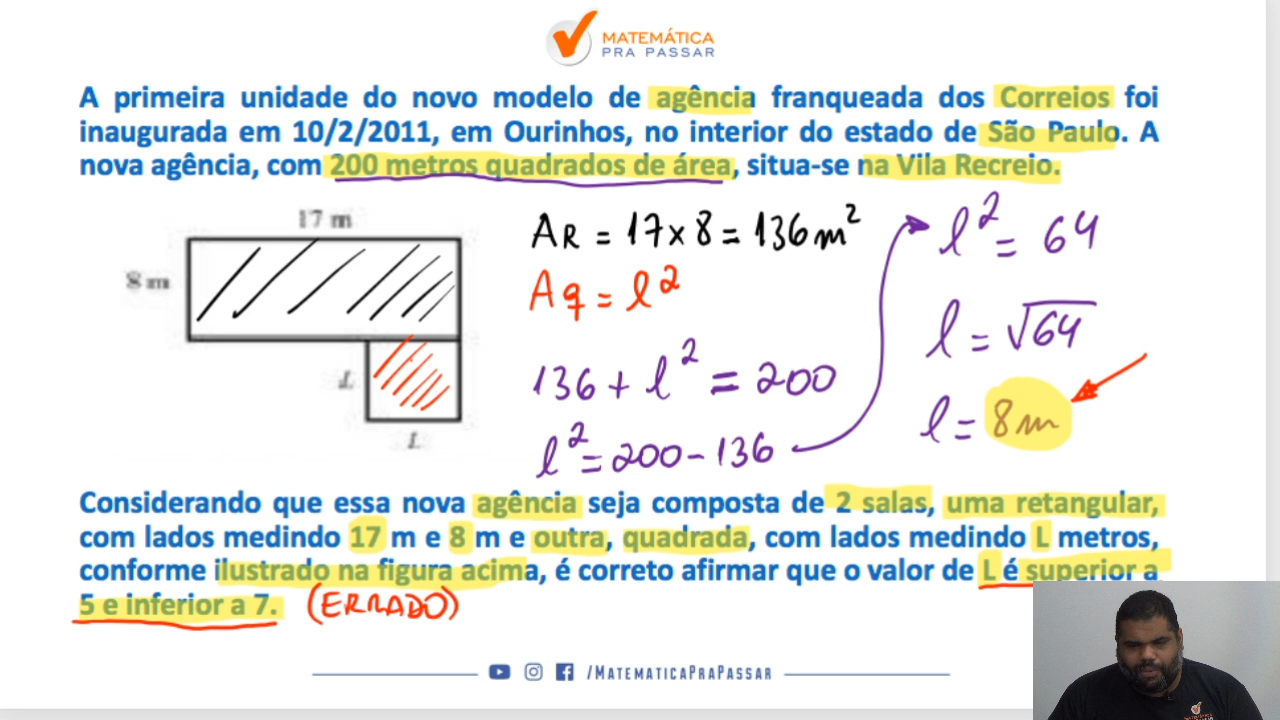 MATEMÁTICA
PRA PASSAR
A primeira unidade do novo modelo de agência franqueada dos Correios foi
inaugurada em 10/2/2011, em Ourinhos, no interior do estado de São Paulo. A
nova agência, com 200 metros quadrados de área, situa-se na Vila Recreio.
17 m
8 m
L
L
AR = 17 x 8 = 136 m²
Aq = l²
136 + l² = 200
l² = 200 - 136
l² = 64
l = √64
l = 8m
Considerando que essa nova agência seja composta de 2 salas, uma retangular,
com lados medindo 17 m e 8 m e outra, quadrada, com lados medindo L metros,
conforme ilustrado na figura acima, é correto afirmar que o valor de L é superior a
5 e inferior a 7. (ERRADO)
/MATEMATICAPRAPASSAR
MATEMÁTICA
PRA PASSAR